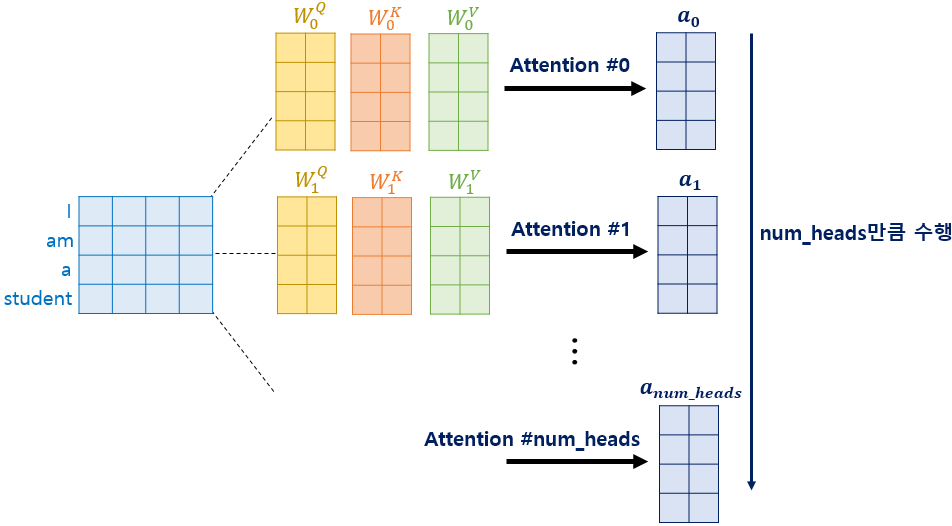 W_0^Q W_0^K W_0^V a_0
Attention #0
W_1^Q W_1^K W_1^V a_1
I
am
a
student
Attention #1
num_heads만큼 수행
⋮
a_num_heads
Attention #num_heads